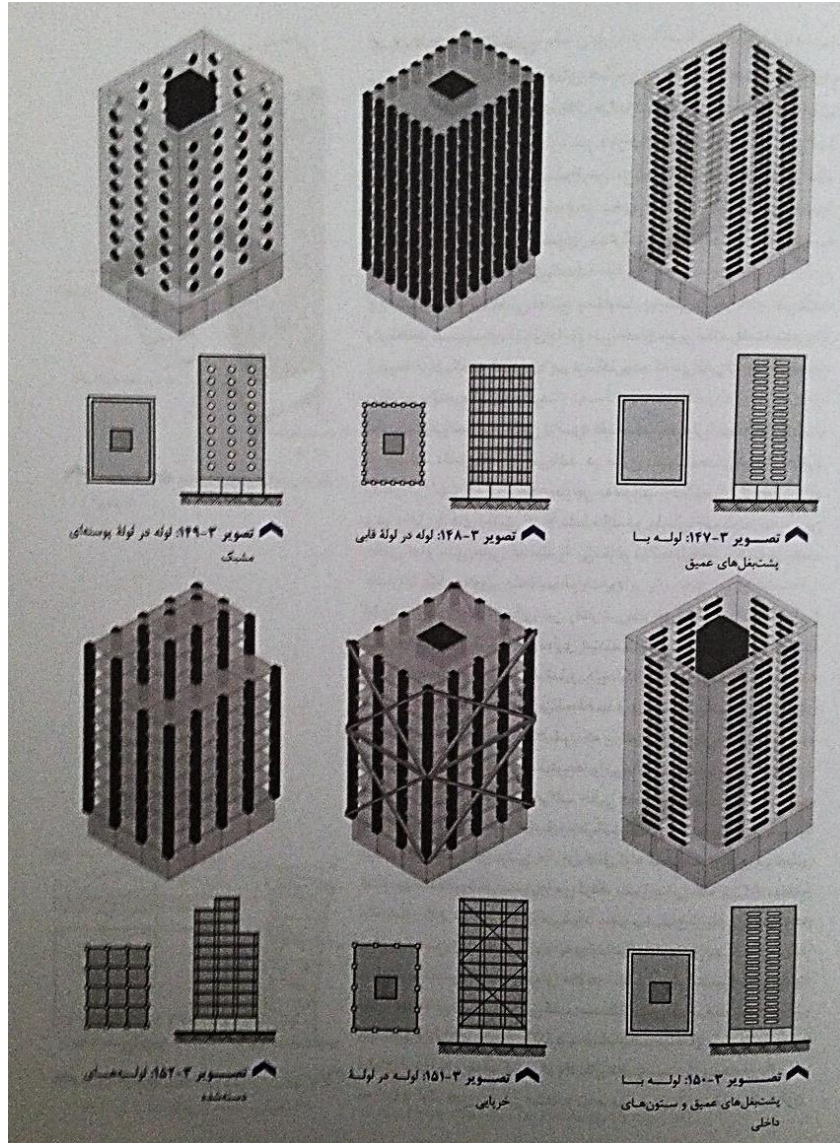 تصویر ۳-۱۴۷: لوله با
پشت‌بغل‌های عمیق
تصویر ۳-۱۴۸: لوله در لولهٔ قابی
تصویر ۳-۱۴۹: لوله در لولهٔ پوسته‌ای
مشبک
تصویر ۳-۱۵۰: لوله با
پشت‌بغل‌های عمیق و ستون‌های
داخلی
تصویر ۳-۱۵۱: لوله در لولهٔ
خرپایی
تصویر ۳-۱۵۲: لوله‌های
دسته‌شده